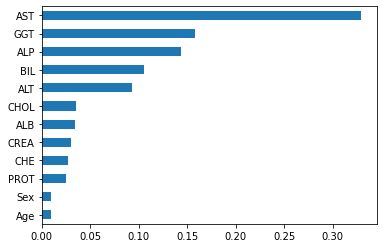 AST
GGT
ALP
BIL
ALT
CHOL
ALB
CREA
CHE
PROT
Sex
Age
0.00 0.05 0.10 0.15 0.20 0.25 0.30